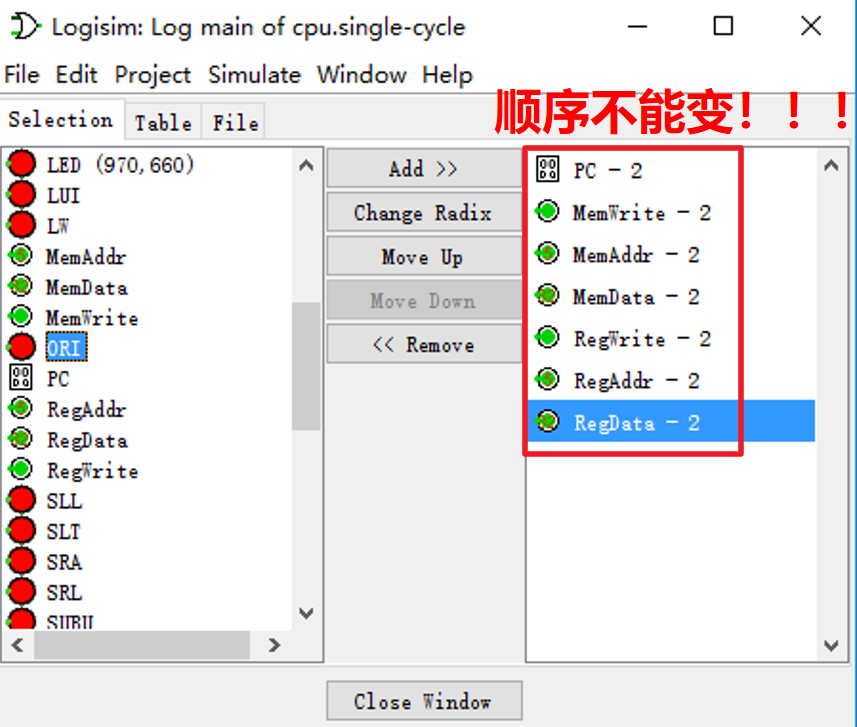 Logisim: Log main of cpu.single-cycle
File Edit Project Simulate Window Help
顺序不能变！！！
Selection Table File
LED (970,660)
LUI
LW
MemAddr
MemData
MemWrite
ORI
PC
RegAddr
RegData
RegWrite
SLL
SLT
SRA
SRL
SUBU
Add >>
Change Radix
Move Up
Move Down
<< Remove
PC - 2
MemWrite - 2
MemAddr - 2
MemData - 2
RegWrite - 2
RegAddr - 2
RegData - 2
Close Window